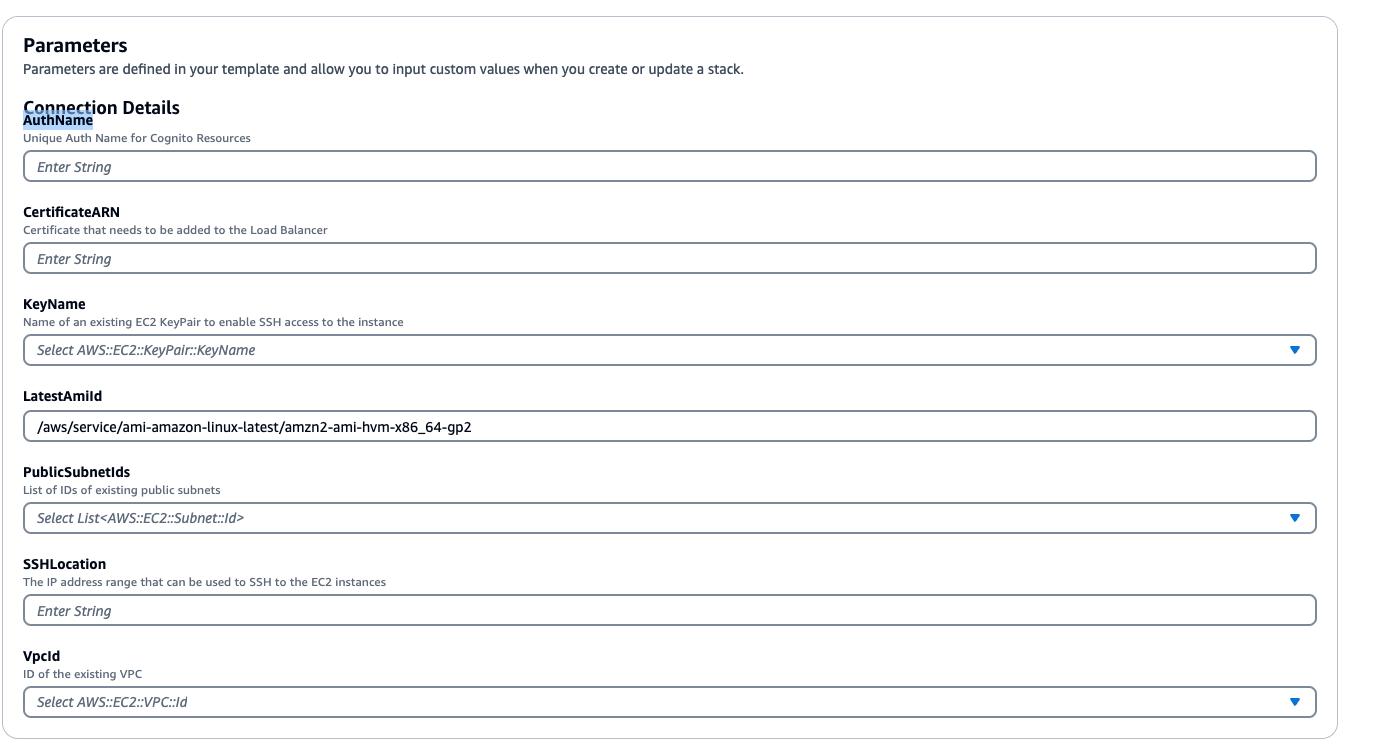 Parameters
Parameters are defined in your template and allow you to input custom values when you create or update a stack.
Connection Details
AuthName
Unique Auth Name for Cognito Resources
Enter String
CertificateARN
Certificate that needs to be added to the Load Balancer
Enter String
KeyName
Name of an existing EC2 KeyPair to enable SSH access to the instance
Select AWS::EC2::KeyPair::KeyName
LatestAmiId
/aws/service/ami-amazon-linux-latest/amzn2-ami-hvm-x86_64-gp2
PublicSubnetIds
List of IDs of existing public subnets
Select List<AWS::EC2::Subnet::Id>
SSHLocation
The IP address range that can be used to SSH to the EC2 instances
Enter String
VpcId
ID of the existing VPC
Select AWS::EC2::VPC::Id